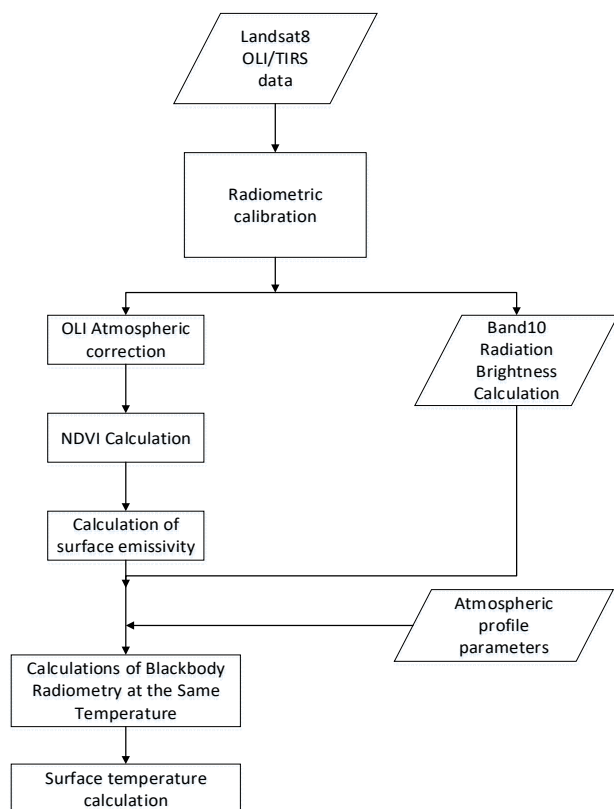 Landsat8
OLI/TIRS
data
Radiometric
calibration
OLI Atmospheric
correction
Band10
Radiation
Brightness
Calculation
NDVI Calculation
Calculation of
surface emissivity
Atmospheric
profile
parameters
Calculations of Blackbody
Radiometry at the Same
Temperature
Surface temperature
calculation